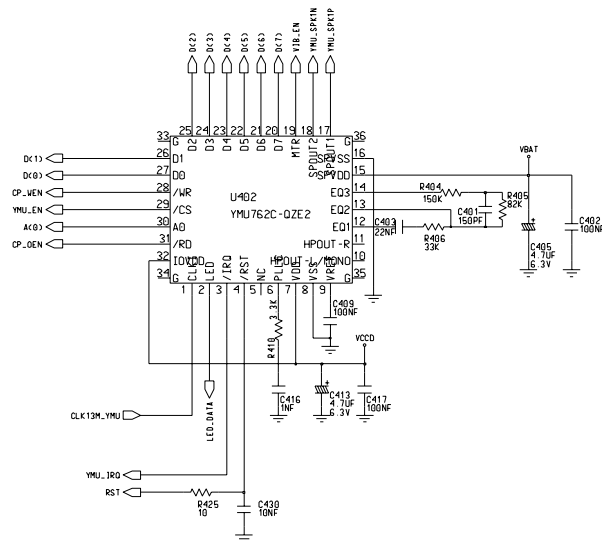 D(2) D(3) D(4) D(5) D(6) D(7) VIB_EN YMU_SPK1N YMU_SPK1P
25 24 23 22 21 20 19 18 17
33 G D2 D3 D4 D5 D6 D7 MTR SPOUT2 SPOUT1 G 36
D(1) 26 D1 SPVSS 16
D(0) 27 D0 SPVDD 15
CP_WEN 28 /WR EQ3 14
YMU_EN 29 /CS EQ2 13
A(0) 30 A0 EQ1 12
CP_OEN 31 /RD HPOUT-R 11
32 IOVDD HPOUT-L/MONO 10
34 G G 35
U402
YMU762C-QZE2
CLKI LED /IRQ /RST NC PLLC VDD VSS VREF
1 2 3 4 5 6 7 8 9
VBAT
R404
150K
C401
150PF
R405
82K
C403
22NF
R406
33K
C405
4.7UF
6.3V
C402
100NF
C409
100NF
3.3K
R410
VCCD
C416
1NF
C413
4.7UF
6.3V
C417
100NF
CLK13M_YMU
LED_DATA
YMU_IRQ
RST
R425
10
C430
10NF